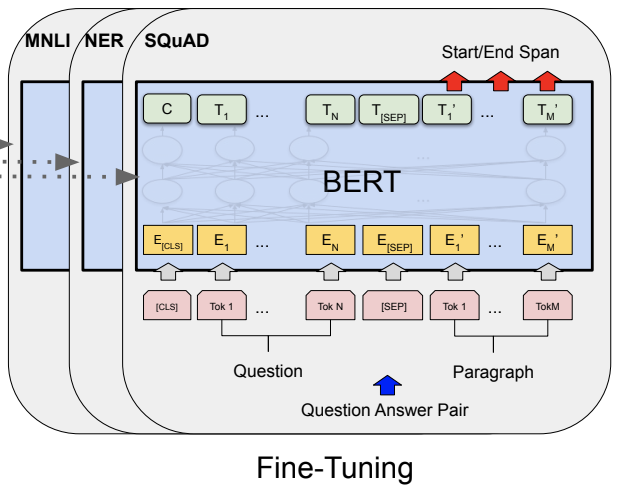 MNLI NER SQuAD
Start/End Span
C T1 ... TN T[SEP] T1' ... TM'
...
BERT
...
E[CLS] E1 ... EN E[SEP] E1' ... EM'
[CLS] Tok 1 ... Tok N [SEP] Tok 1 ... TokM
Question Paragraph
Question Answer Pair
Fine-Tuning